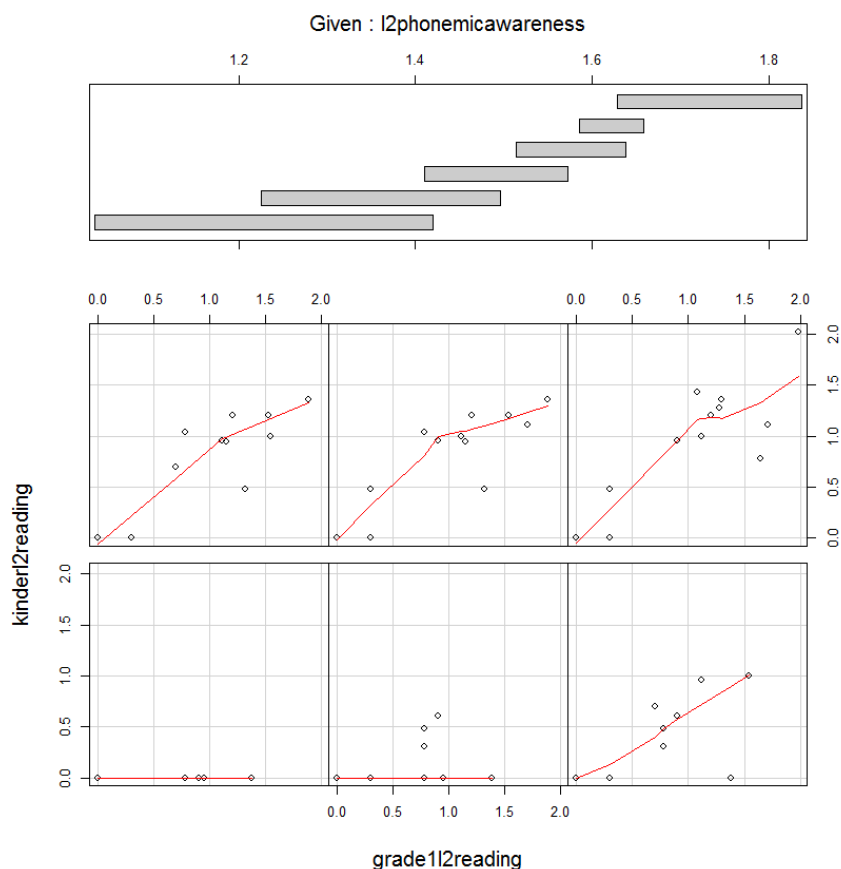 Given : l2phonemicawareness
1.2 1.4 1.6 1.8
0.0 0.5 1.0 1.5 2.0 0.0 0.5 1.0 1.5 2.0
0.0 0.5 1.0 1.5 2.0
kinderl2reading
0.0 0.5 1.0 1.5 2.0
0.0 0.5 1.0 1.5 2.0
grade1l2reading